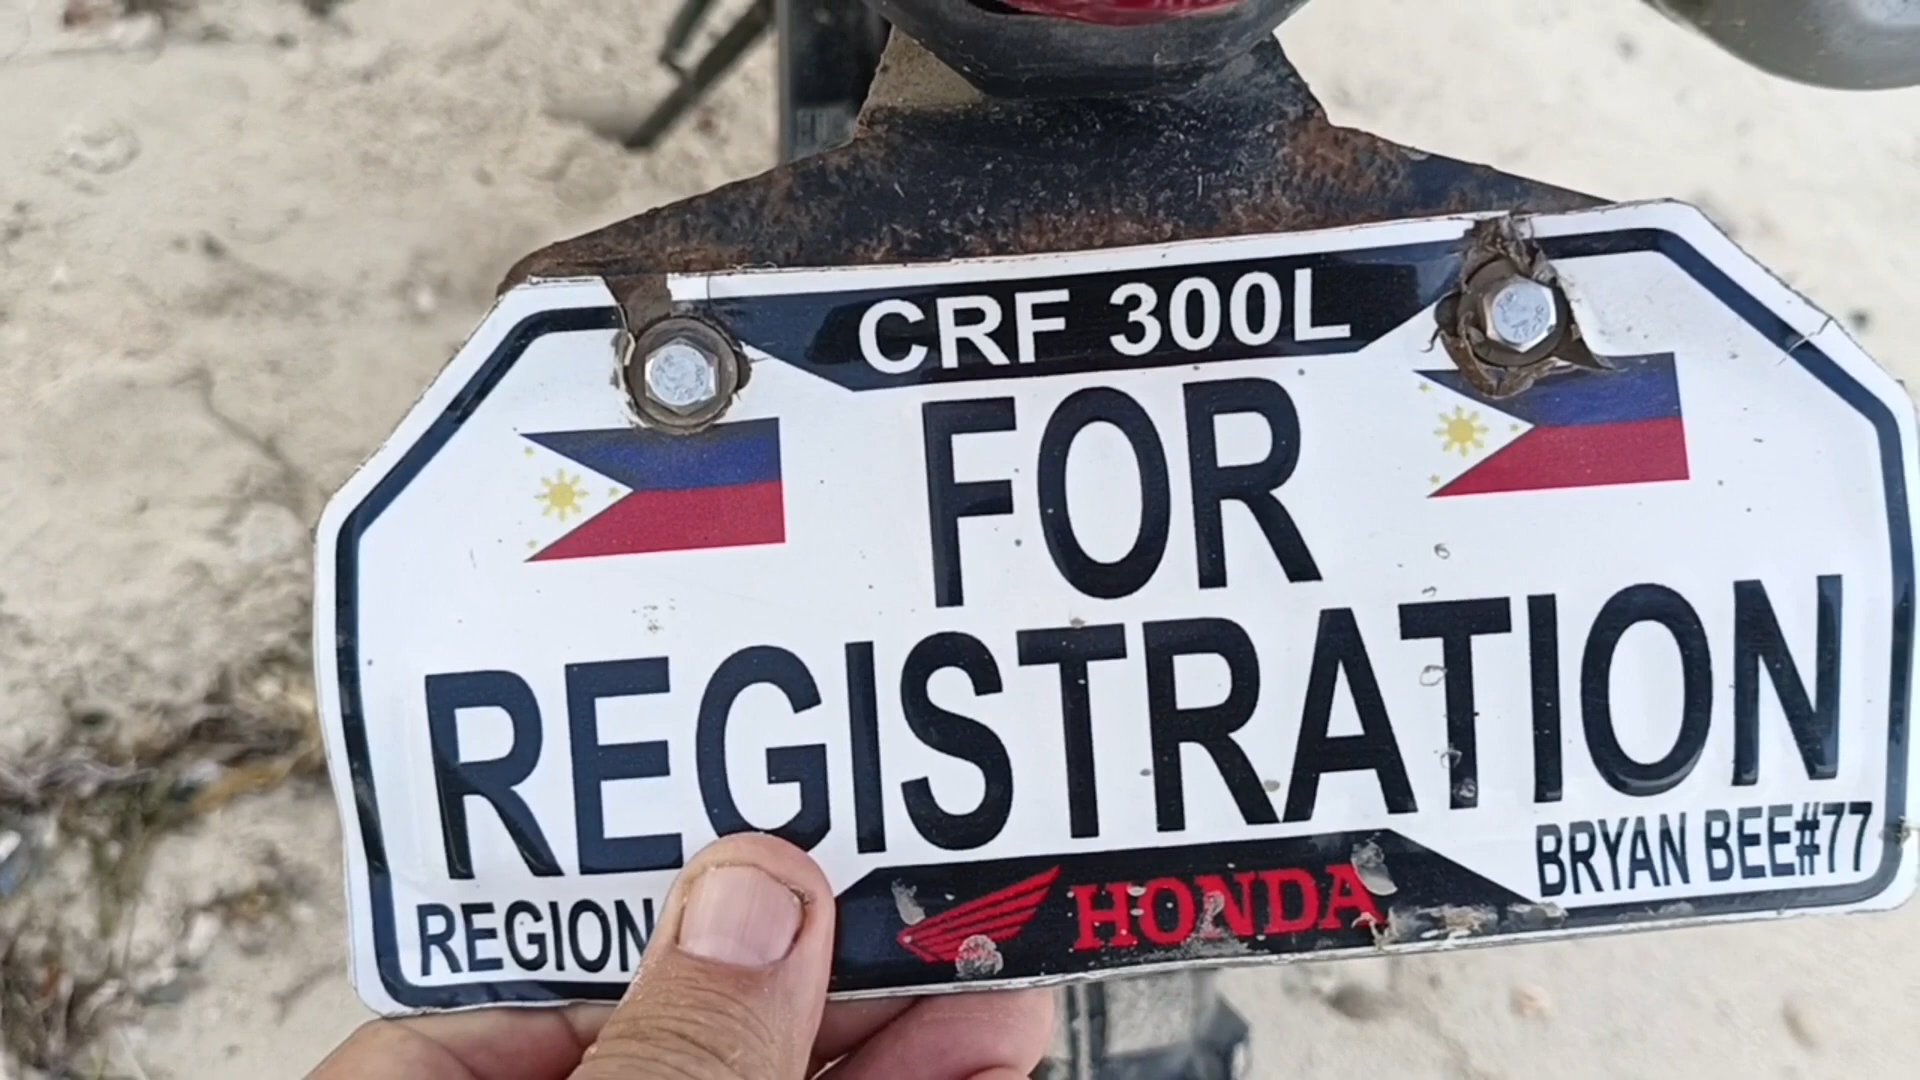 CRF 300L
FOR
REGISTRATION
REGION
HONDA
BRYAN BEE#77